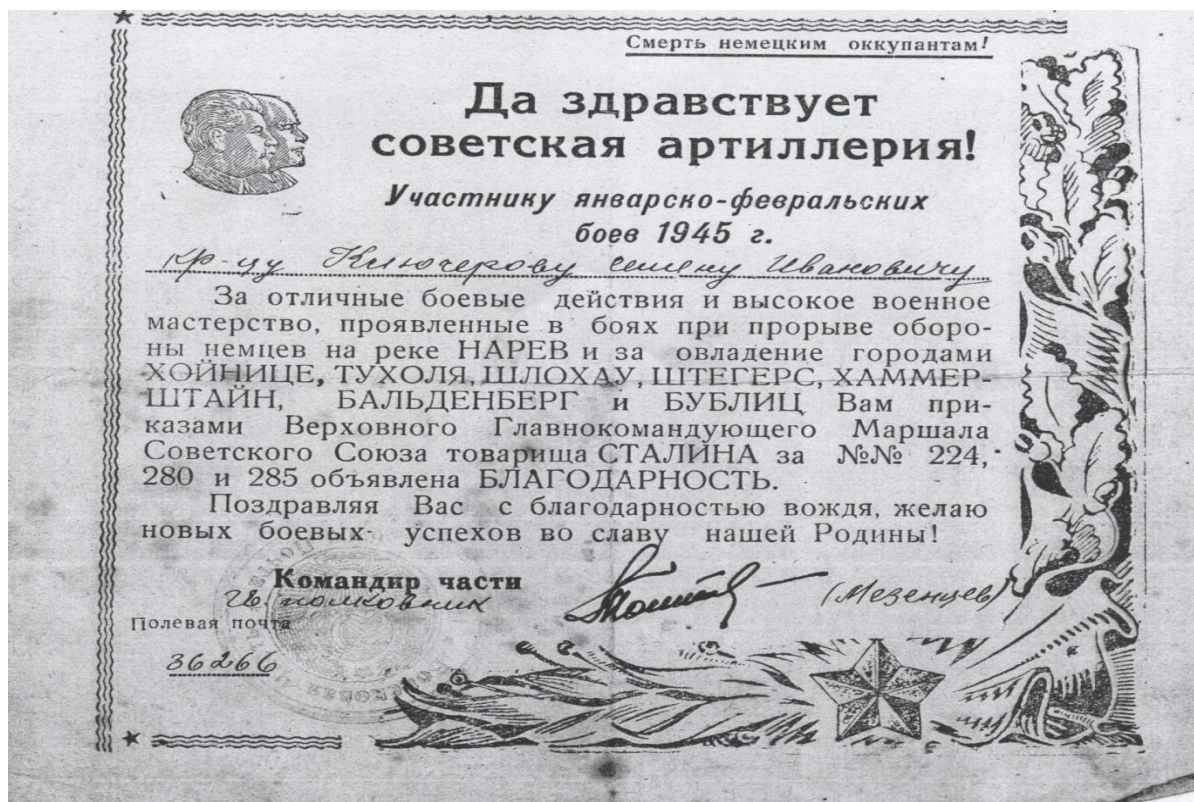 Смерть немецким оккупантам!
Да здравствует
советская артиллерия!
Участнику январско-февральских
боев 1945 г.
кр-цу Ключерову Семену Ивановичу
За отличные боевые действия и высокое военное
мастерство, проявленные в боях при прорыве оборо-
ны немцев на реке НАРЕВ и за овладение городами
ХОЙНИЦЕ, ТУХОЛЯ, ШЛОХАУ, ШТЕГЕРС, ХАММЕР-
ШТАЙН, БАЛЬДЕНБЕРГ и БУБЛИЦ Вам при-
казами Верховного Главнокомандующего Маршала
Советского Союза товарища СТАЛИНА за №№ 224,
280 и 285 объявлена БЛАГОДАРНОСТЬ.
Поздравляя Вас с благодарностью вождя, желаю
новых боевых успехов во славу нашей Родины!
Командир части
Гв. полковник
(Мезенцев)
Полевая почта
36266